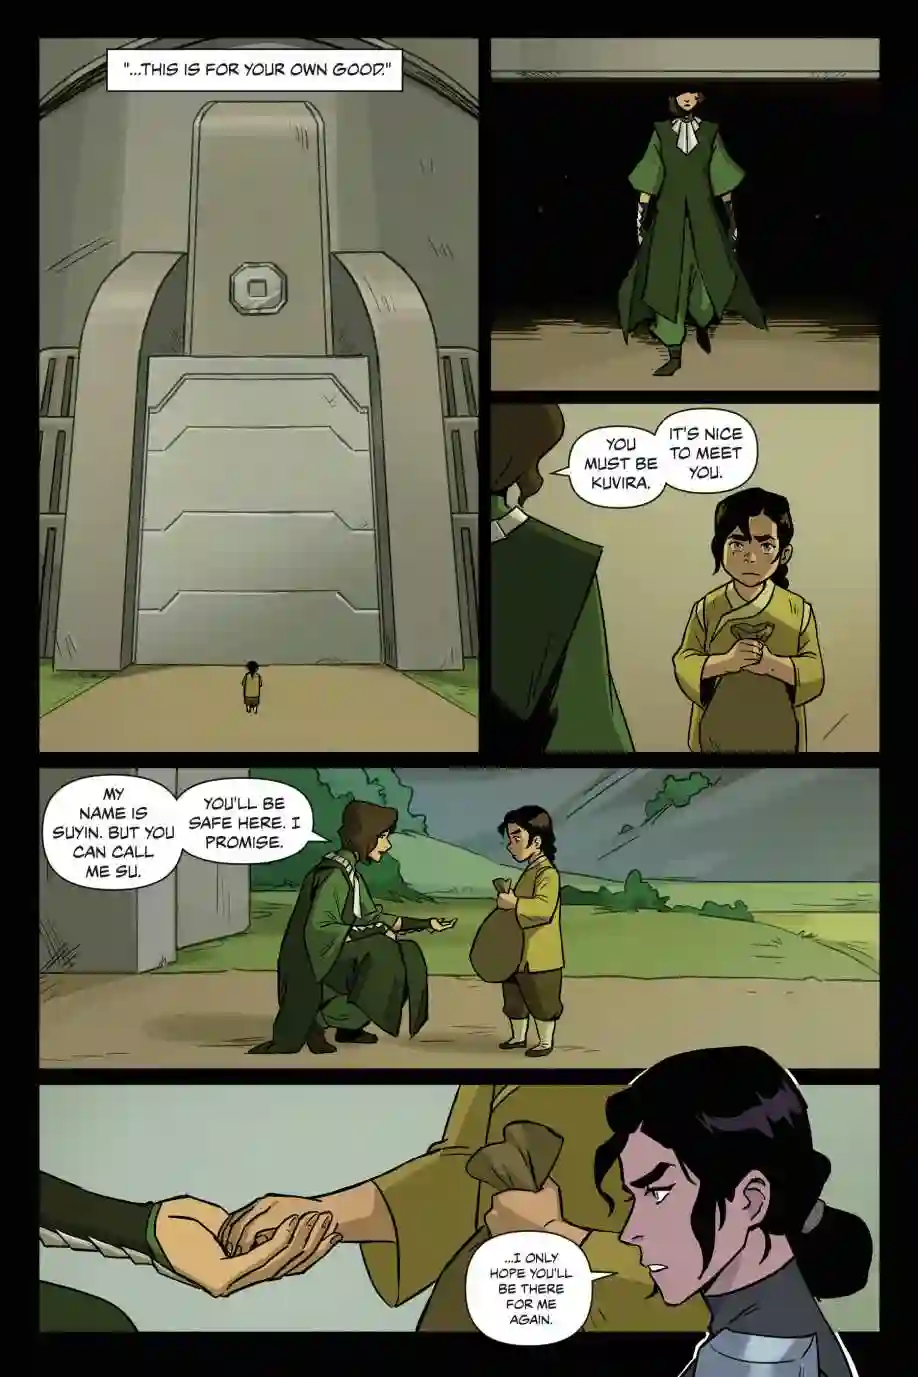 "...THIS IS FOR YOUR OWN GOOD."
YOU
MUST BE
KUVIRA.
IT'S NICE
TO MEET
YOU.
MY
NAME IS
SUYIN. BUT YOU
CAN CALL
ME SU.
YOU'LL BE
SAFE HERE. I
PROMISE.
...I ONLY
HOPE YOU'LL
BE THERE
FOR ME
AGAIN.